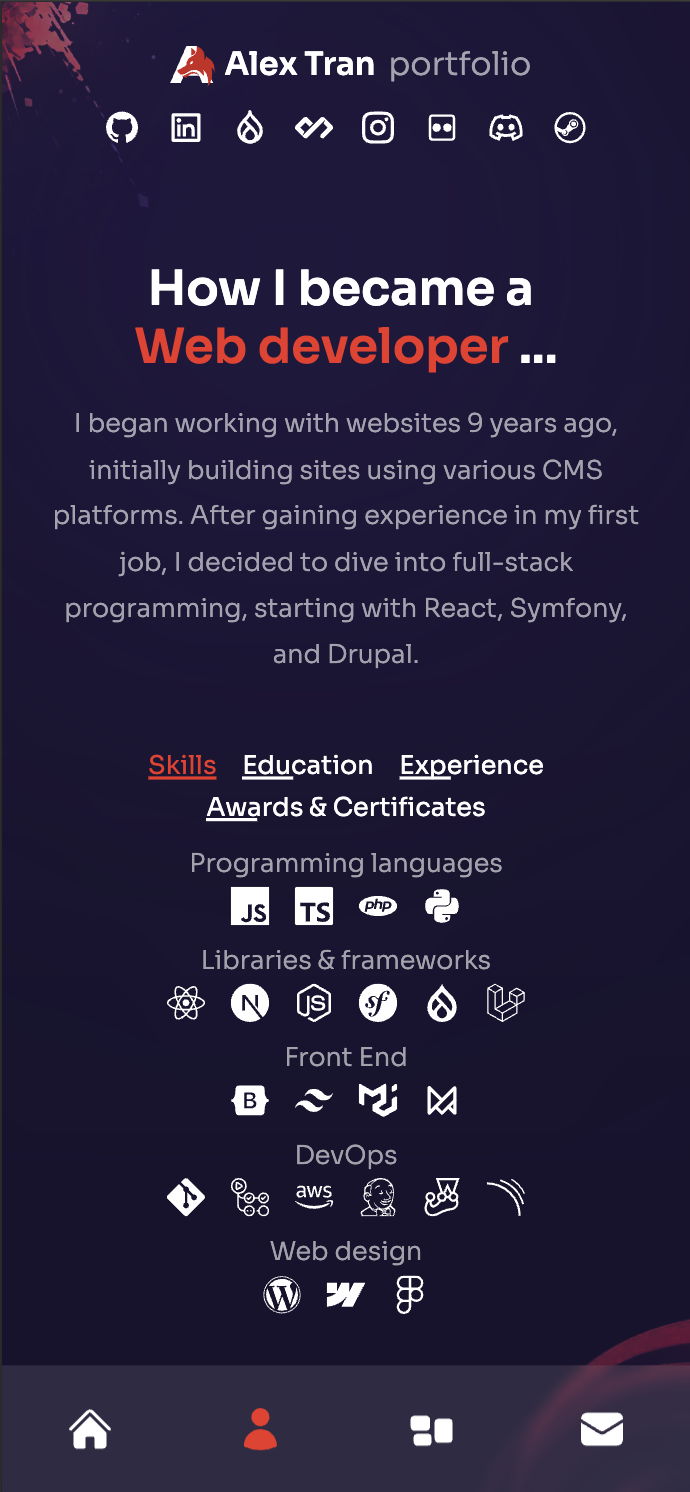 Alex Tran portfolio
in
How I became a
Web developer ...
I began working with websites 9 years ago,
initially building sites using various CMS
platforms. After gaining experience in my first
job, I decided to dive into full-stack
programming, starting with React, Symfony,
and Drupal.
Skills Education Experience
Awards & Certificates
Programming languages
JS TS php
Libraries & frameworks
N JS sf
Front End
B
DevOps
aws
Web design
W